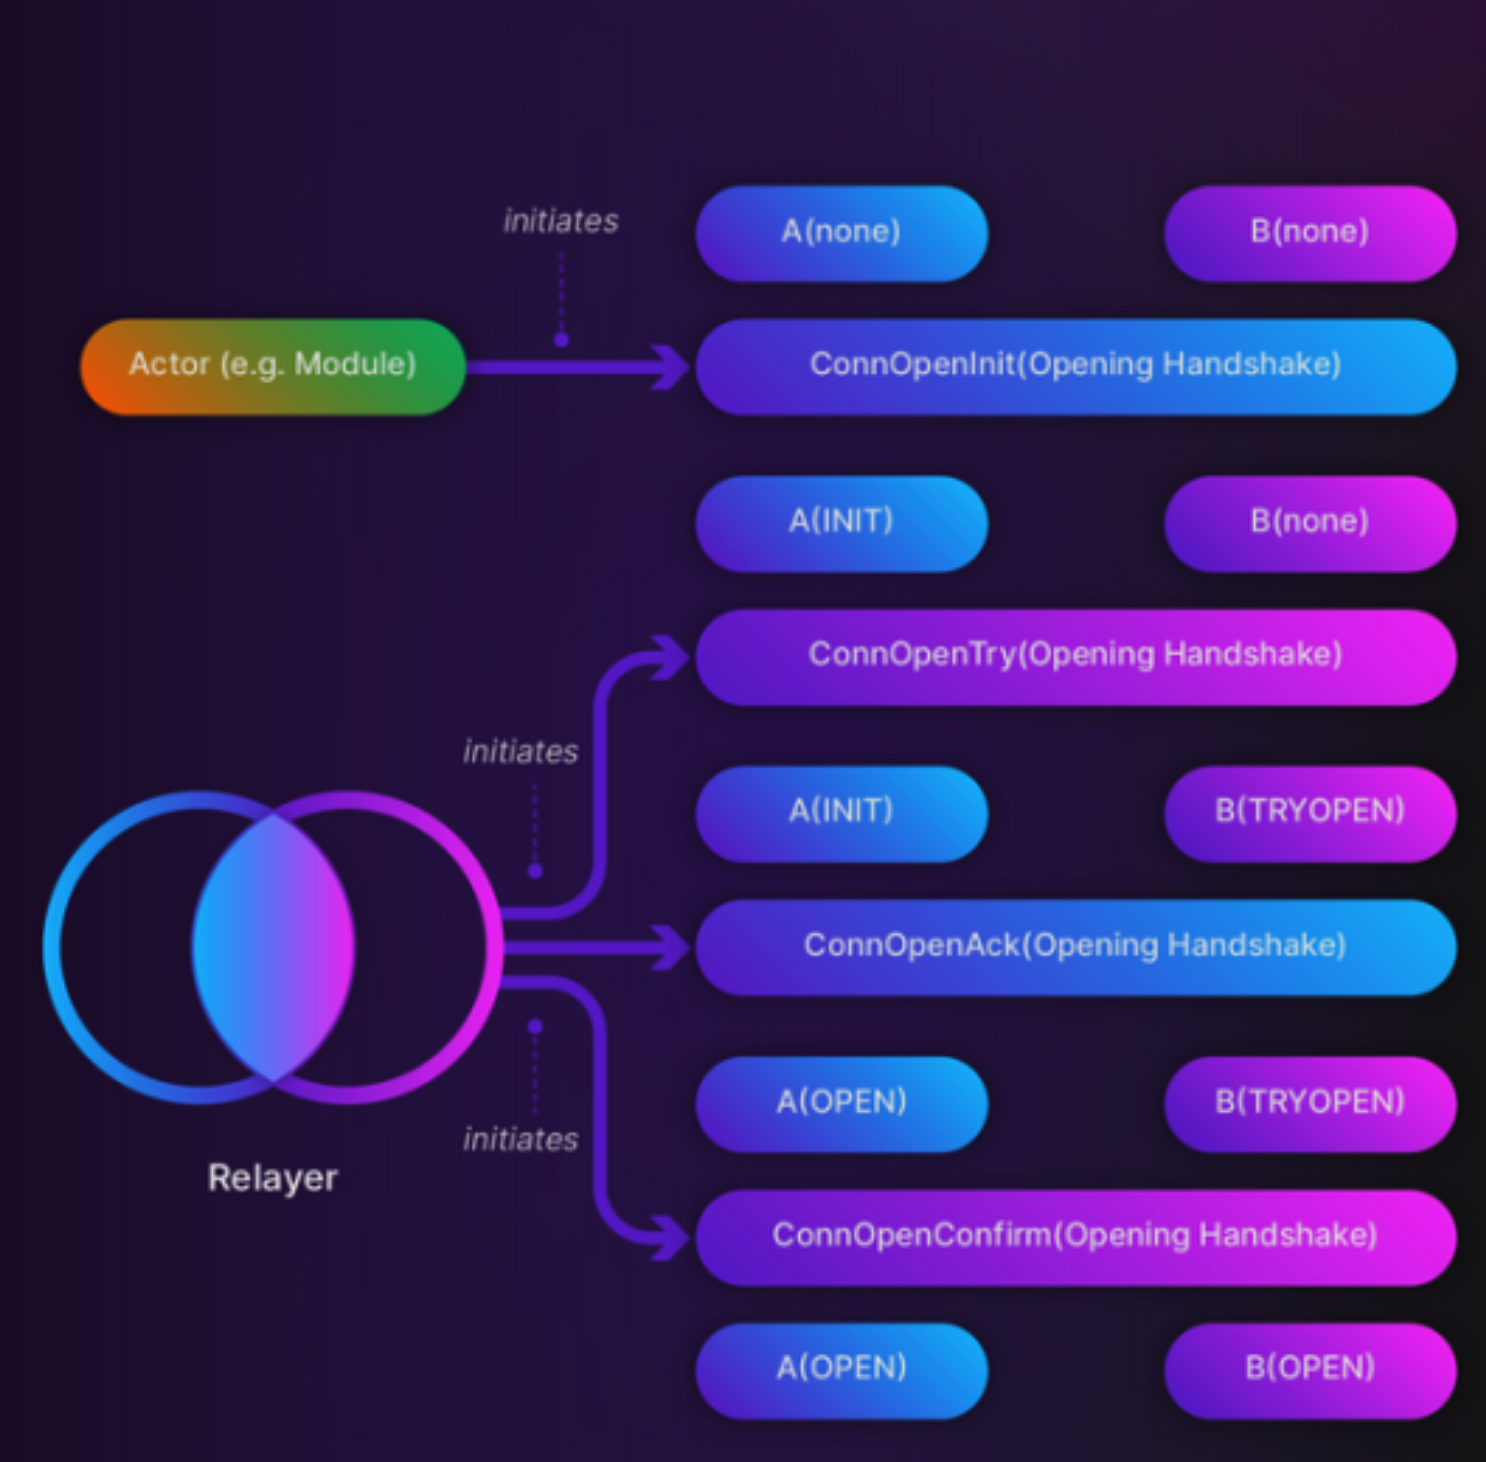 initiates
A(none)
B(none)
Actor (e.g. Module)
ConnOpenInit(Opening Handshake)
A(INIT)
B(none)
ConnOpenTry(Opening Handshake)
initiates
A(INIT)
B(TRYOPEN)
ConnOpenAck(Opening Handshake)
A(OPEN)
B(TRYOPEN)
initiates
Relayer
ConnOpenConfirm(Opening Handshake)
A(OPEN)
B(OPEN)